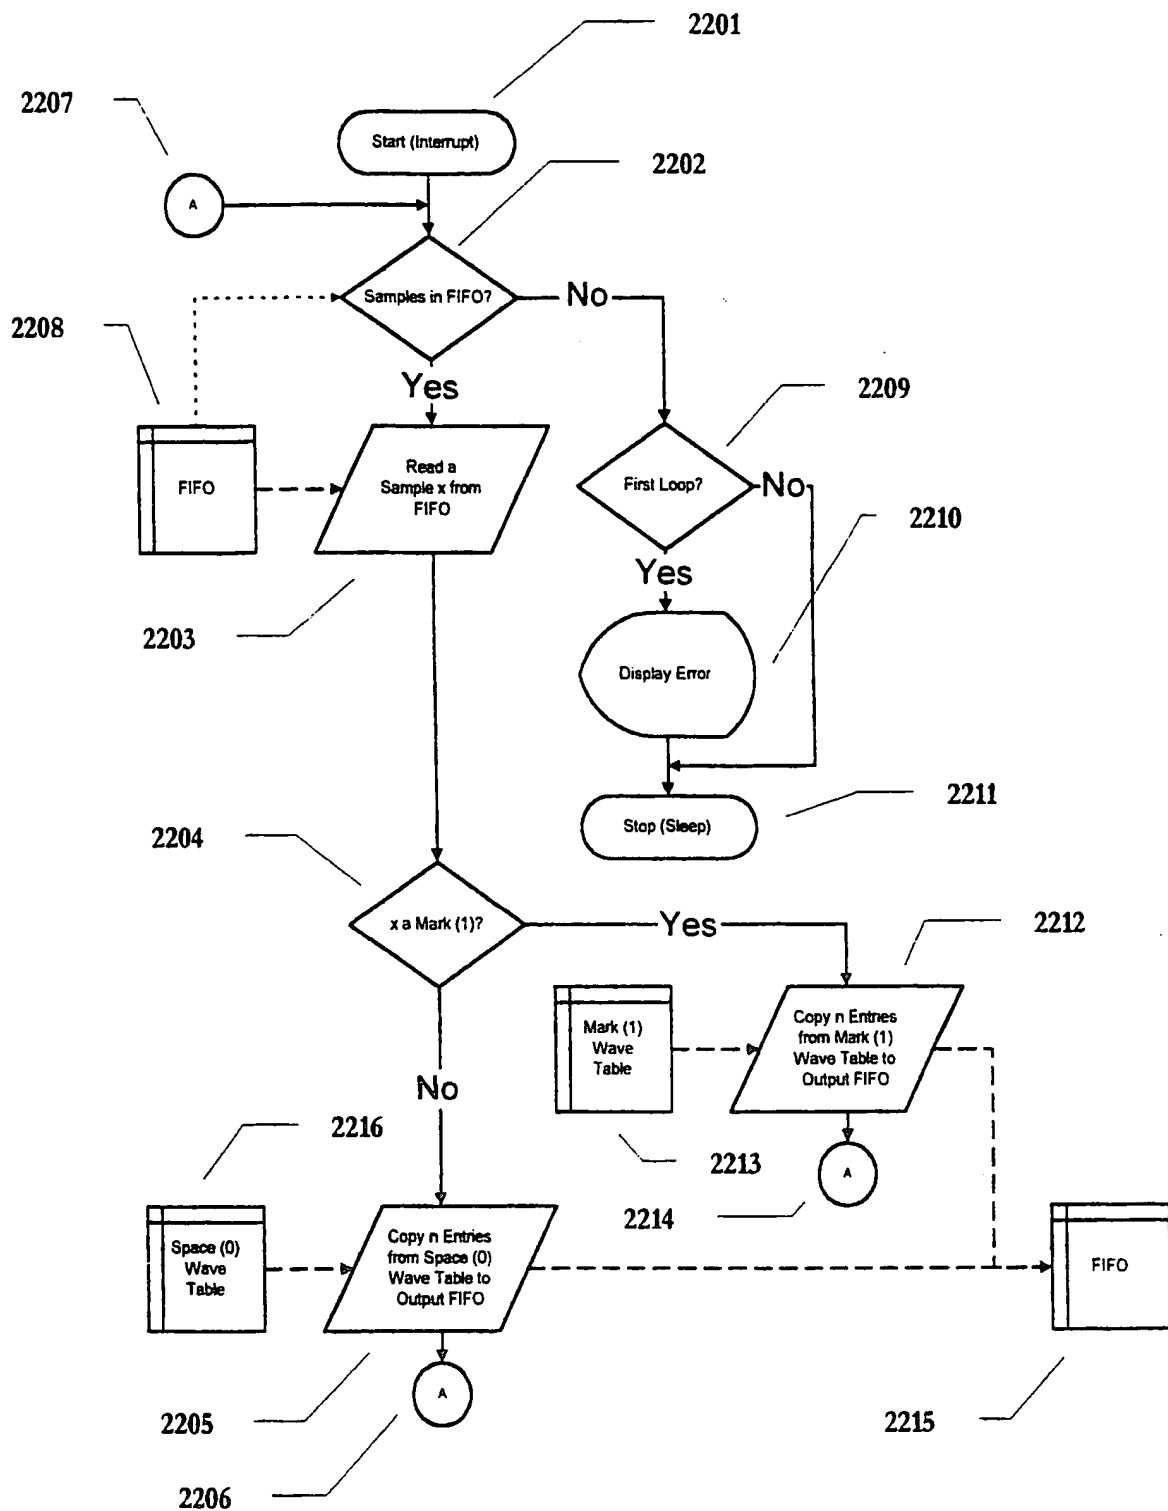 2201
2207
Start (Interrupt)
2202
A
Samples in FIFO?
No
2208
Yes
2209
FIFO
Read a
Sample x from
FIFO
First Loop?
No
2210
Yes
2203
Display Error
2211
Stop (Sleep)
2204
x a Mark (1)?
Yes
2212
Mark (1)
Wave
Table
Copy n Entries
from Mark (1)
Wave Table to
Output FIFO
No
2216
2213
A
2214
Space (0)
Wave
Table
Copy n Entries
from Space (0)
Wave Table to
Output FIFO
FIFO
A
2205
2215
2206